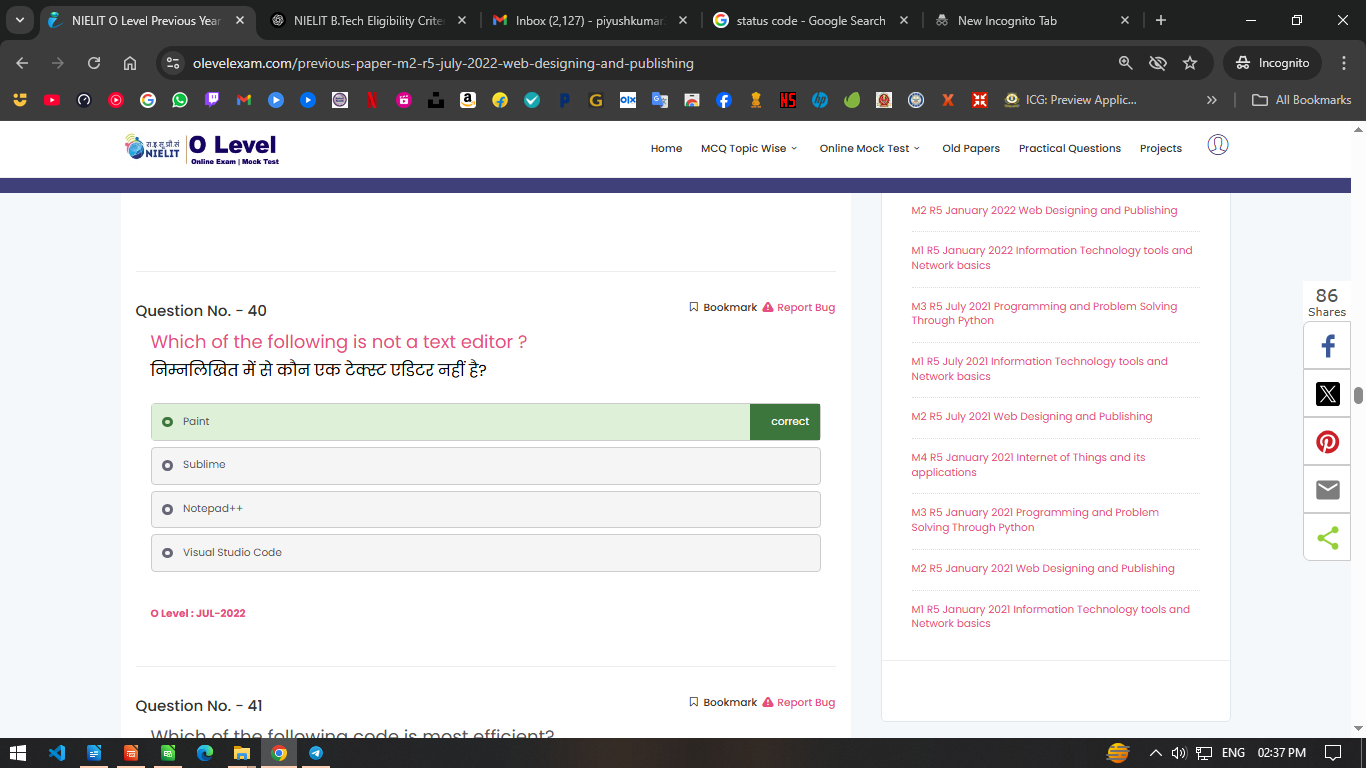 NIELIT O Level Previous Year
NIELIT B.Tech Eligibility Criter
Inbox (2,127) - piyushkumar
status code - Google Search
New Incognito Tab
olevelexam.com/previous-paper-m2-r5-july-2022-web-designing-and-publishing
Incognito
ICG: Preview Applic...
All Bookmarks
रा.इ.सू.प्रौ.सं
NIELIT
O Level
Online Exam | Mock Test
Home
MCQ Topic Wise
Online Mock Test
Old Papers
Practical Questions
Projects
Question No. - 40
Bookmark
Report Bug
Which of the following is not a text editor ?
निम्नलिखित में से कौन एक टेक्स्ट एडिटर नहीं है?
Paint
correct
Sublime
Notepad++
Visual Studio Code
O Level : JUL-2022
Question No. - 41
Bookmark
Report Bug
Which of the following code is most efficient?
M2 R5 January 2022 Web Designing and Publishing
M1 R5 January 2022 Information Technology tools and
Network basics
M3 R5 July 2021 Programming and Problem Solving
Through Python
M1 R5 July 2021 Information Technology tools and
Network basics
M2 R5 July 2021 Web Designing and Publishing
M4 R5 January 2021 Internet of Things and its
applications
M3 R5 January 2021 Programming and Problem
Solving Through Python
M2 R5 January 2021 Web Designing and Publishing
M1 R5 January 2021 Information Technology tools and
Network basics
86
Shares
ENG
02:37 PM